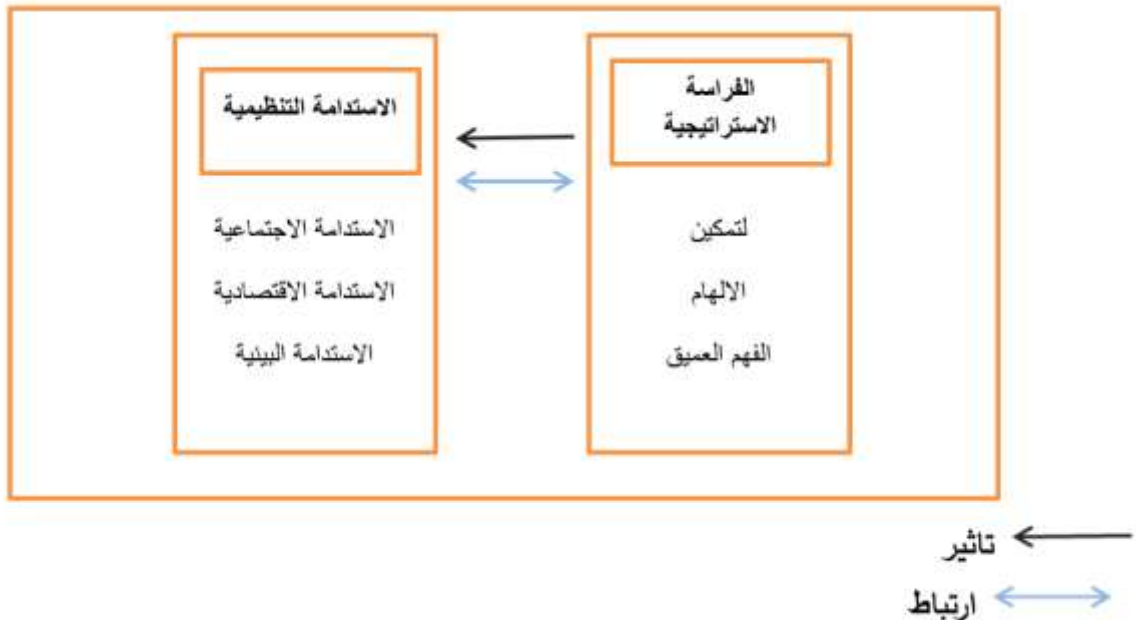 الفراسة
الاستراتيجية
لتمكين
الالهام
الفهم العميق
الاستدامة التنظيمية
الاستدامة الاجتماعية
الاستدامة الاقتصادية
الاستدامة البيئية
تاثير
ارتباط